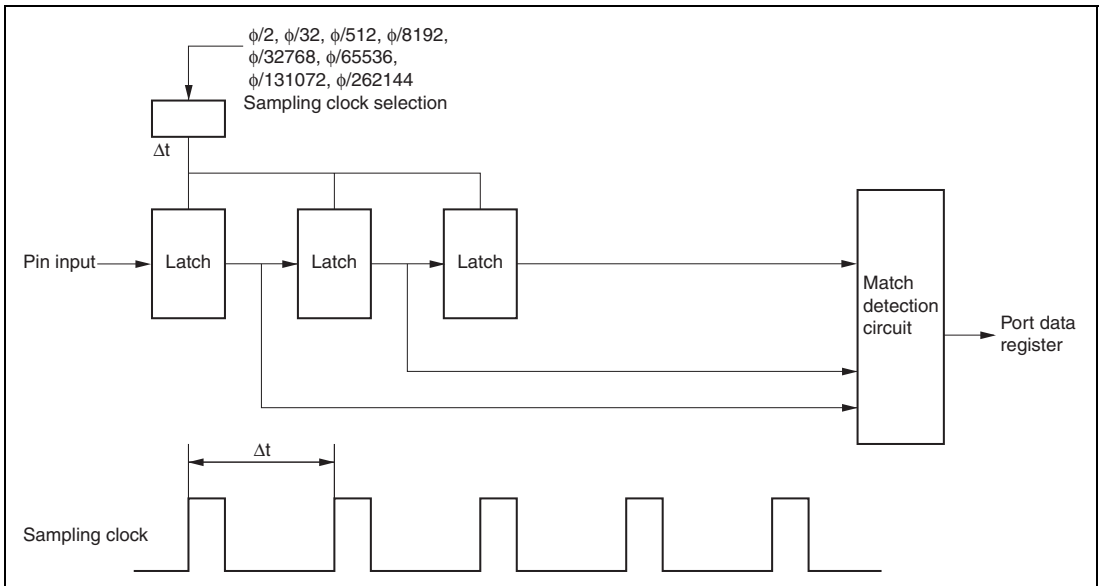 ϕ/2, ϕ/32, ϕ/512, ϕ/8192,
ϕ/32768, ϕ/65536,
ϕ/131072, ϕ/262144
Sampling clock selection
Δt
Pin input
Latch
Latch
Latch
Match
detection
circuit
Port data
register
Δt
Sampling clock